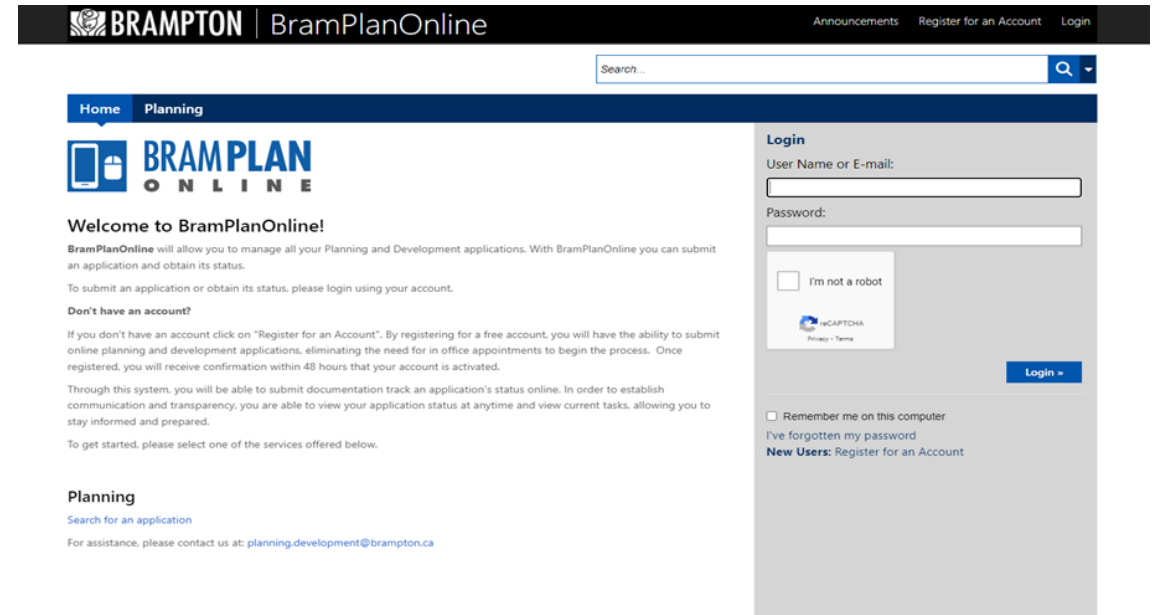 BRAMPTON | BramPlanOnline
Announcements Register for an Account Login
Search...
Home Planning
BRAMPLAN
ONLINE
Welcome to BramPlanOnline!
BramPlanOnline will allow you to manage all your Planning and Development applications. With BramPlanOnline you can submit
an application and obtain its status.
To submit an application or obtain its status, please login using your account.
Don't have an account?
If you don't have an account click on "Register for an Account". By registering for a free account, you will have the ability to submit
online planning and development applications, eliminating the need for in office appointments to begin the process. Once
registered, you will receive confirmation within 48 hours that your account is activated.
Through this system, you will be able to submit documentation track an application's status online. In order to establish
communication and transparency, you are able to view your application status at anytime and view current tasks, allowing you to
stay informed and prepared.
To get started, please select one of the services offered below.
Planning
Search for an application
For assistance, please contact us at: planning.development@brampton.ca
Login
User Name or E-mail:
Password:
I'm not a robot
reCAPTCHA
Privacy - Terms
Login »
Remember me on this computer
I've forgotten my password
New Users: Register for an Account